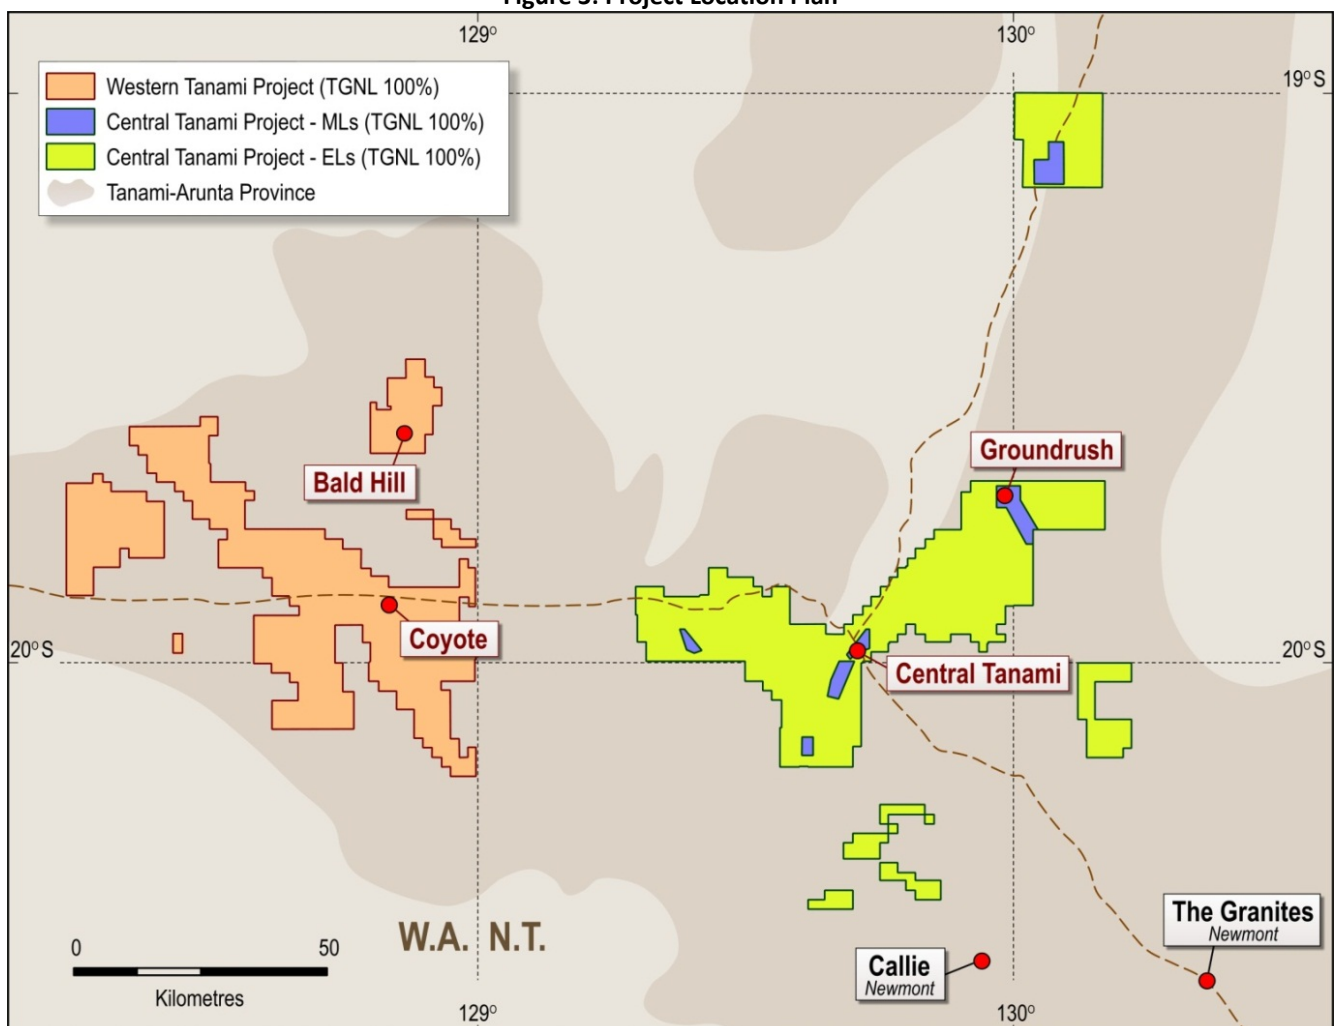 129°
130°
19°S
Western Tanami Project (TGNL 100%)
Central Tanami Project - MLs (TGNL 100%)
Central Tanami Project - ELs (TGNL 100%)
Tanami-Arunta Province
Groundrush
Bald Hill
Coyote
20°S
20°S
Central Tanami
W.A. N.T.
The Granites
Newmont
Callie
Newmont
0
50
Kilometres
129°
130°